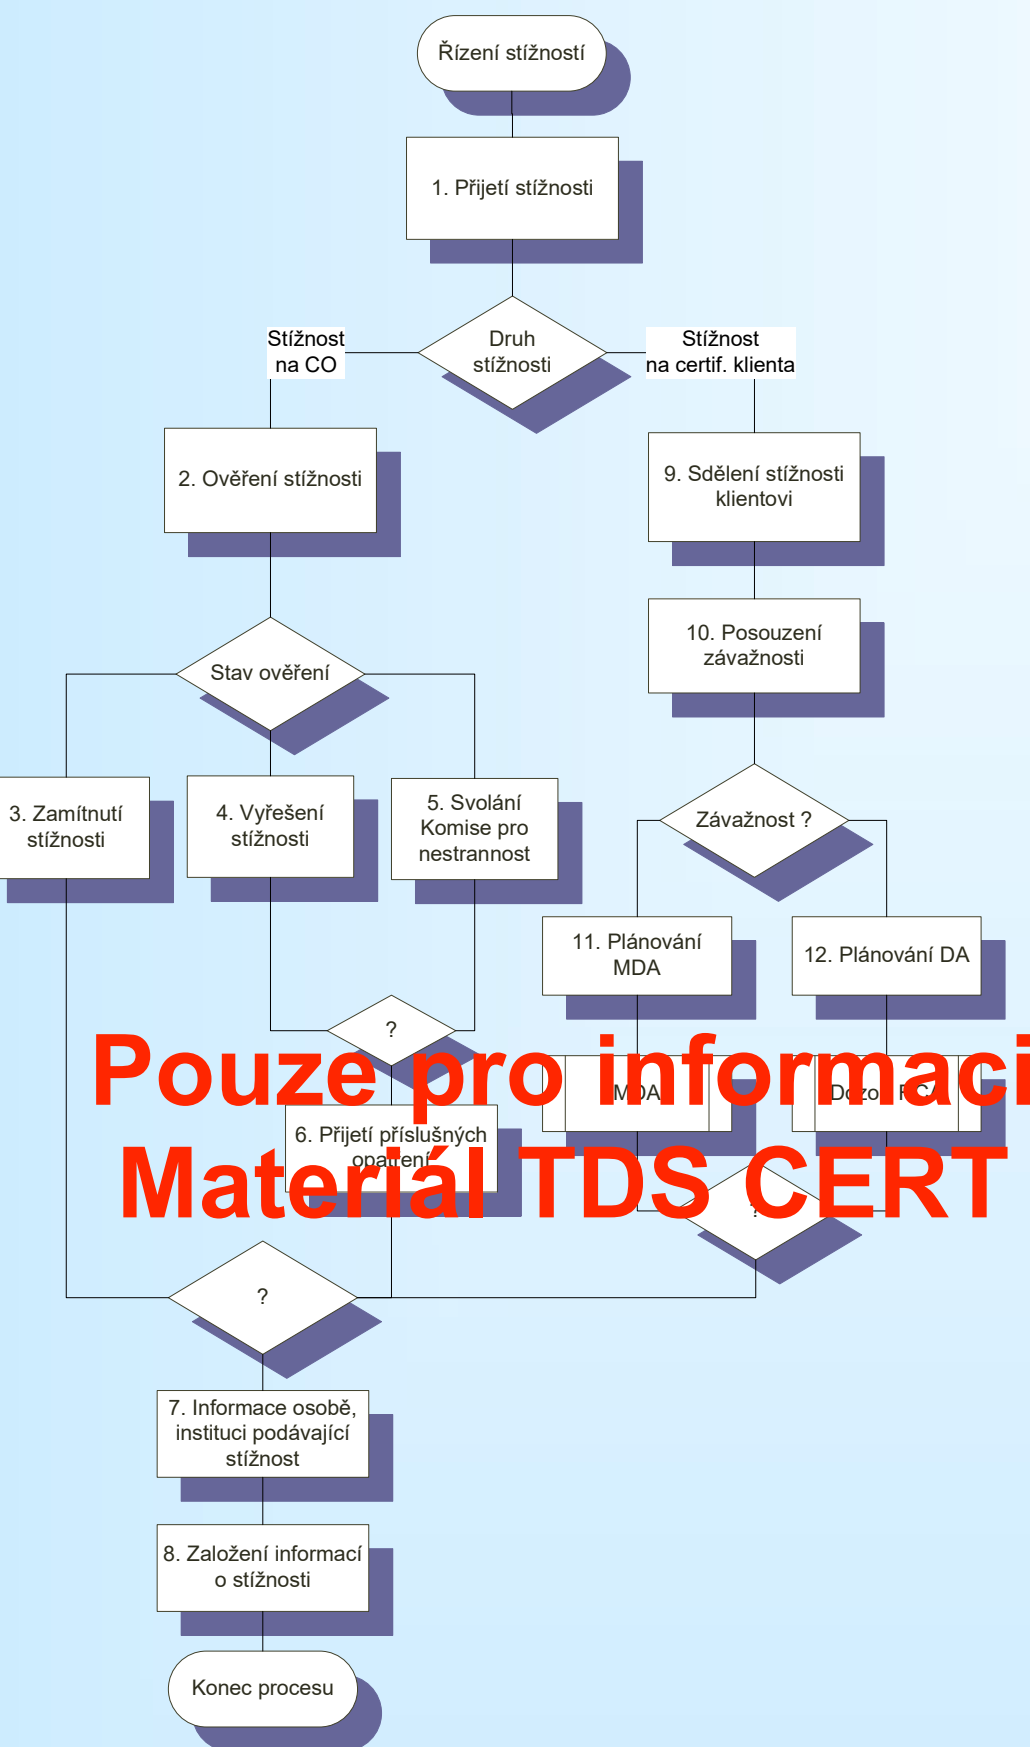 Řízení stížností
1. Přijetí stížnosti
Druh
stížnosti
Stížnost
na CO
Stížnost
na certif. klienta
2. Ověření stížnosti
9. Sdělení stížnosti
klientovi
10. Posouzení
závažnosti
Stav ověření
3. Zamítnutí
stížnosti
4. Vyřešení
stížnosti
5. Svolání
Komise pro
nestrannost
Závažnost ?
11. Plánování
MDA
12. Plánování DA
?
Pouze pro informaci
MDA
Dozor
6. Přijetí příslušných
opatření
Materiál TDS CERT
?
?
7. Informace osobě,
instituci podávající
stížnost
8. Založení informací
o stížnosti
Konec procesu